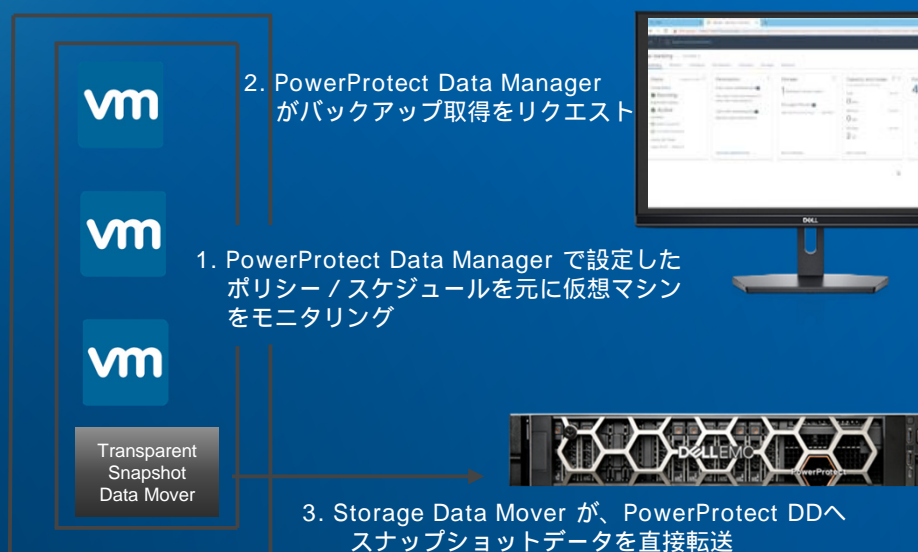 vm
vm
vm
Transparent
Snapshot
Data Mover
2. PowerProtect Data Manager
がバックアップ取得をリクエスト
1. PowerProtect Data Manager で設定した
ポリシー / スケジュールを元に仮想マシン
をモニタリング
DELL
DELLEMC
PowerProtect
3. Storage Data Mover が、PowerProtect DDへ
スナップショットデータを直接転送